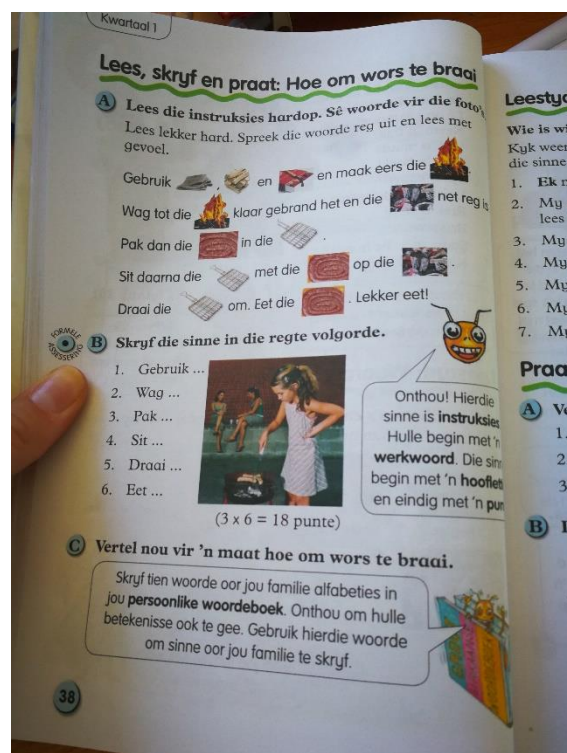 Kwartaal 1
Lees, skryf en praat: Hoe om wors te braai
A Lees die instruksies hardop. Sê woorde vir die foto's.
Lees lekker hard. Spreek die woorde reg uit en lees met
gevoel.
Gebruik en en maak eers die .
Wag tot die klaar gebrand het en die net reg is
Pak dan die in die .
Sit daarna die met die op die .
Draai die om. Eet die . Lekker eet!
FORMELE ASSESSERING
B Skryf die sinne in die regte volgorde.
1. Gebruik ...
2. Wag ...
3. Pak ...
4. Sit ...
5. Draai ...
6. Eet ...
(3 x 6 = 18 punte)
Onthou! Hierdie
sinne is instruksies
Hulle begin met 'n
werkwoord. Die sin
begin met 'n hooflet
en eindig met 'n pun
C Vertel nou vir 'n maat hoe om wors te braai.
Skryf tien woorde oor jou familie alfabeties in
jou persoonlike woordeboek. Onthou om hulle
betekenisse ook te gee. Gebruik hierdie woorde
om sinne oor jou familie te skryf.
38
Leestyd
Wie is wi
Kyk weer
die sinne
1. Ek
2. My
lees
3. My
4. My
5. My
6. My
7. My
Praa
A Ve
1.
2
3
B